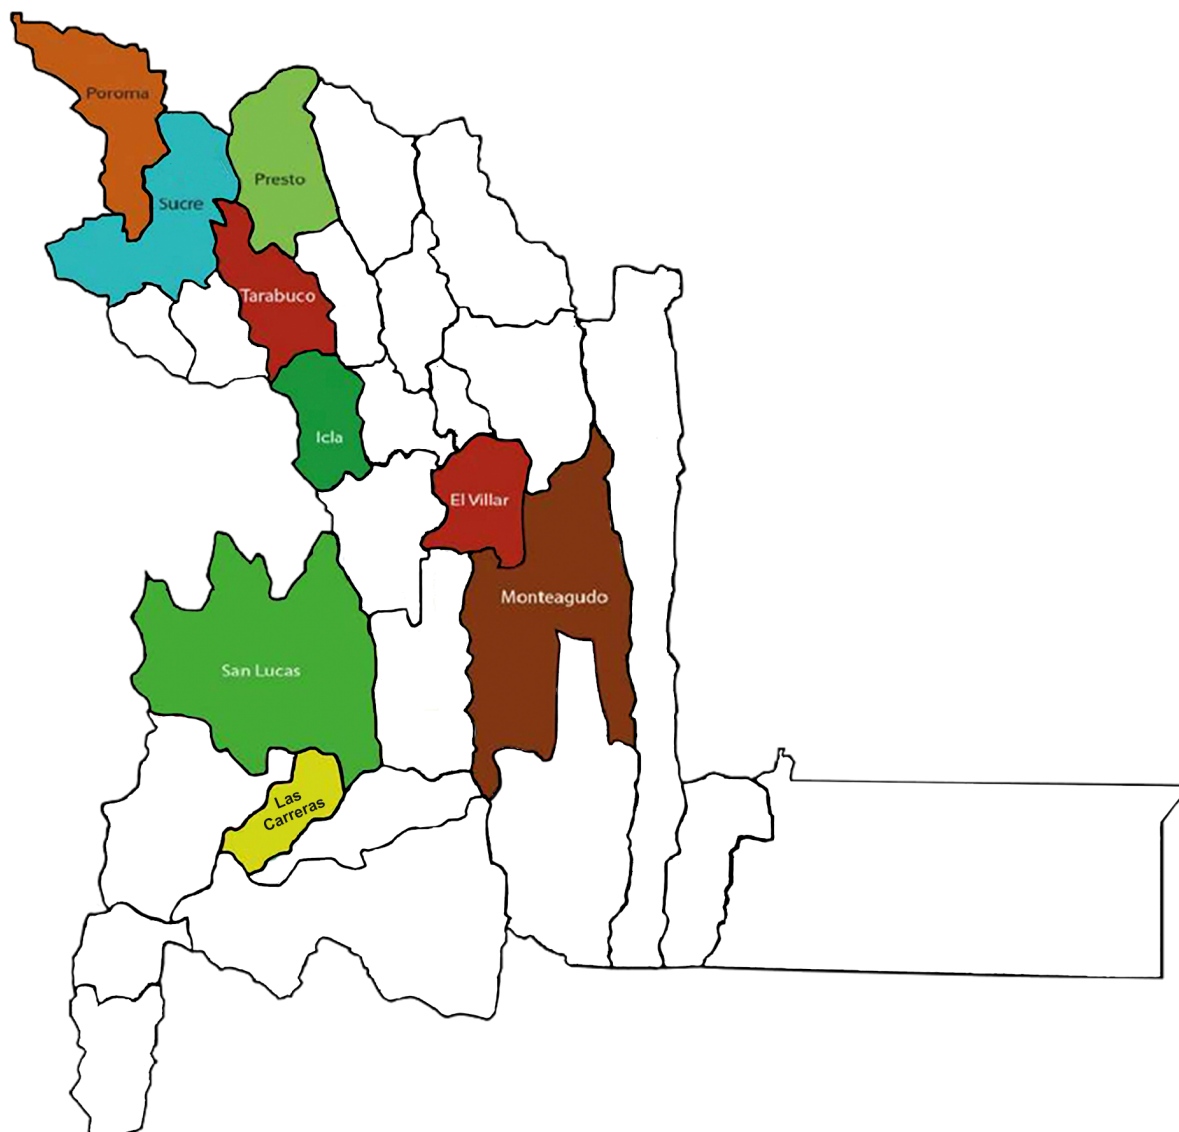 Poroma
Presto
Sucre
Tarabuco
Icla
El Villar
Monteagudo
San Lucas
Las
Carreras